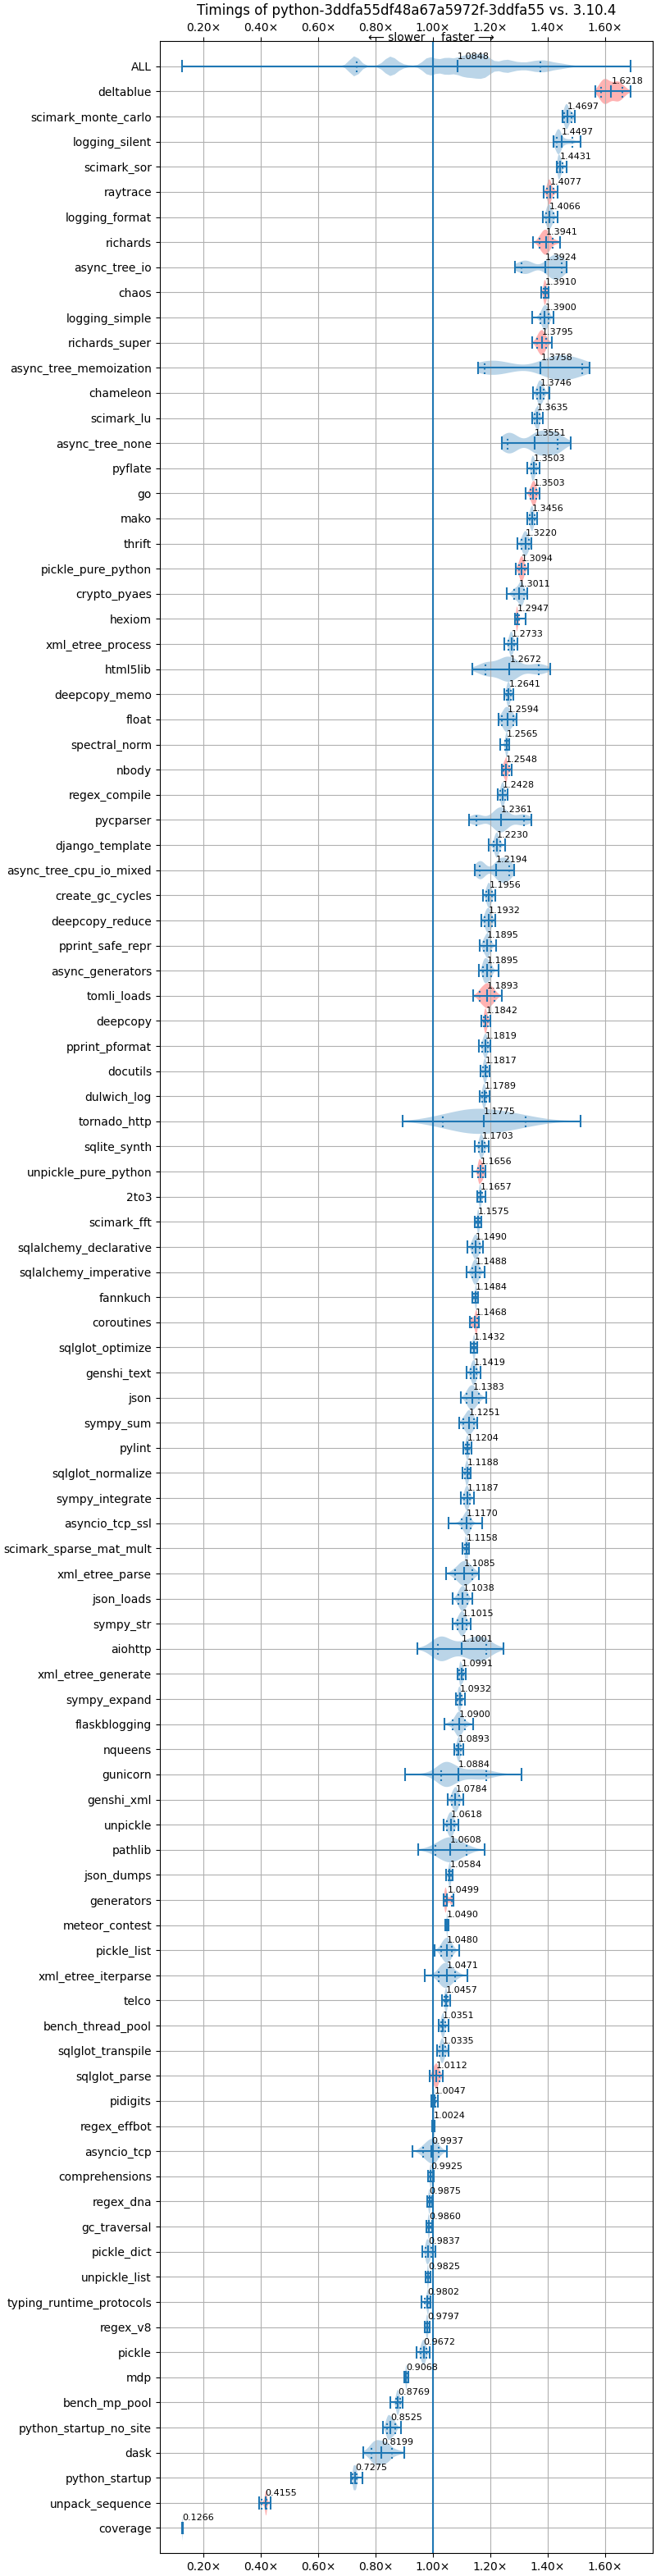 Timings of python-3ddfa55df48a67a5972f-3ddfa55 vs. 3.10.4
0.20× 0.40× 0.60× 0.80× 1.00× 1.20× 1.40× 1.60×
⟵ slower faster ⟶
ALL 1.0848
deltablue 1.6218
scimark_monte_carlo 1.4697
logging_silent 1.4497
scimark_sor 1.4431
raytrace 1.4077
logging_format 1.4066
richards 1.3941
async_tree_io 1.3924
chaos 1.3910
logging_simple 1.3900
richards_super 1.3795
async_tree_memoization 1.3758
chameleon 1.3746
scimark_lu 1.3635
async_tree_none 1.3551
pyflate 1.3503
go 1.3503
mako 1.3456
thrift 1.3220
pickle_pure_python 1.3094
crypto_pyaes 1.3011
hexiom 1.2947
xml_etree_process 1.2733
html5lib 1.2672
deepcopy_memo 1.2641
float 1.2594
spectral_norm 1.2565
nbody 1.2548
regex_compile 1.2428
pycparser 1.2361
django_template 1.2230
async_tree_cpu_io_mixed 1.2194
create_gc_cycles 1.1956
deepcopy_reduce 1.1932
pprint_safe_repr 1.1895
async_generators 1.1895
tomli_loads 1.1893
deepcopy 1.1842
pprint_pformat 1.1819
docutils 1.1817
dulwich_log 1.1789
tornado_http 1.1775
sqlite_synth 1.1703
unpickle_pure_python 1.1656
2to3 1.1657
scimark_fft 1.1575
sqlalchemy_declarative 1.1490
sqlalchemy_imperative 1.1488
fannkuch 1.1484
coroutines 1.1468
sqlglot_optimize 1.1432
genshi_text 1.1419
json 1.1383
sympy_sum 1.1251
pylint 1.1204
sqlglot_normalize 1.1188
sympy_integrate 1.1187
asyncio_tcp_ssl 1.1170
scimark_sparse_mat_mult 1.1158
xml_etree_parse 1.1085
json_loads 1.1038
sympy_str 1.1015
aiohttp 1.1001
xml_etree_generate 1.0991
sympy_expand 1.0932
flaskblogging 1.0900
nqueens 1.0893
gunicorn 1.0884
genshi_xml 1.0784
unpickle 1.0618
pathlib 1.0608
json_dumps 1.0584
generators 1.0499
meteor_contest 1.0490
pickle_list 1.0480
xml_etree_iterparse 1.0471
telco 1.0457
bench_thread_pool 1.0351
sqlglot_transpile 1.0335
sqlglot_parse 1.0112
pidigits 1.0047
regex_effbot 1.0024
asyncio_tcp 0.9937
comprehensions 0.9925
regex_dna 0.9875
gc_traversal 0.9860
pickle_dict 0.9837
unpickle_list 0.9825
typing_runtime_protocols 0.9802
regex_v8 0.9797
pickle 0.9672
mdp 0.9068
bench_mp_pool 0.8769
python_startup_no_site 0.8525
dask 0.8199
python_startup 0.7275
unpack_sequence 0.4155
coverage 0.1266
0.20× 0.40× 0.60× 0.80× 1.00× 1.20× 1.40× 1.60×